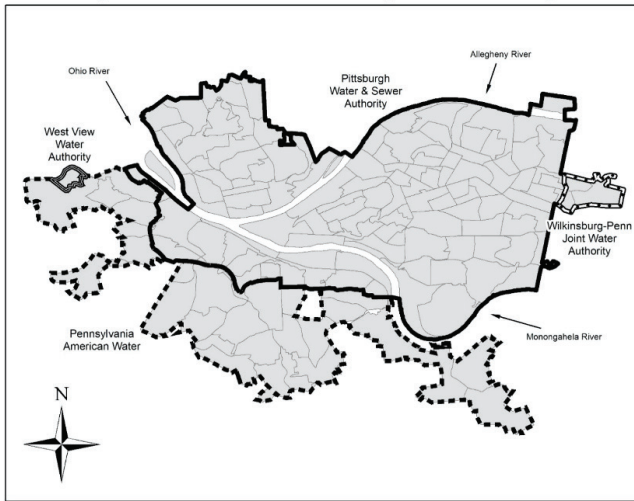 Allegheny River
Ohio River
Pittsburgh
Water & Sewer
Authority
West View
Water
Authority
Wilkinsburg-Penn
Joint Water
Authority
Pennsylvania
American Water
Monongahela River
N